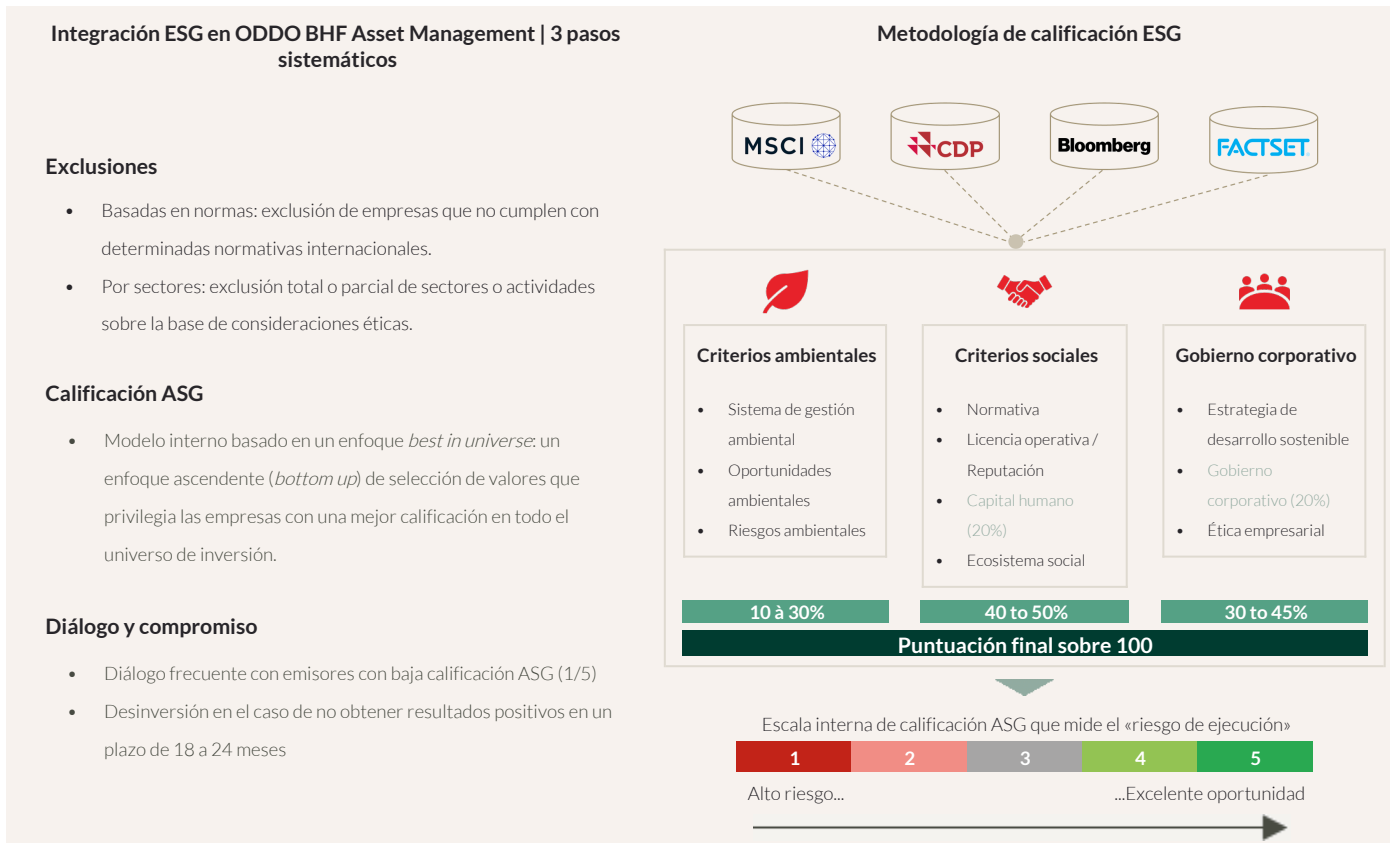 Integración ESG en ODDO BHF Asset Management | 3 pasos
sistemáticos
Exclusiones
• Basadas en normas: exclusión de empresas que no cumplen con
determinadas normativas internacionales.
• Por sectores: exclusión total o parcial de sectores o actividades
sobre la base de consideraciones éticas.
Calificación ASG
• Modelo interno basado en un enfoque best in universe: un
enfoque ascendente (bottom up) de selección de valores que
privilegia las empresas con una mejor calificación en todo el
universo de inversión.
Diálogo y compromiso
• Diálogo frecuente con emisores con baja calificación ASG (1/5)
• Desinversión en el caso de no obtener resultados positivos en un
plazo de 18 a 24 meses
Metodología de calificación ESG
MSCI
CDP
Bloomberg
FACTSET
Criterios ambientales
• Sistema de gestión
ambiental
• Oportunidades
ambientales
• Riesgos ambientales
10 à 30%
Criterios sociales
• Normativa
• Licencia operativa /
Reputación
• Capital humano
(20%)
• Ecosistema social
40 to 50%
Gobierno corporativo
• Estrategia de
desarrollo sostenible
• Gobierno
corporativo (20%)
• Ética empresarial
30 to 45%
Puntuación final sobre 100
Escala interna de calificación ASG que mide el «riesgo de ejecución»
1 2 3 4 5
Alto riesgo... ...Excelente oportunidad